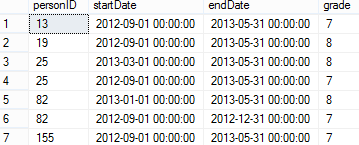 personID startDate endDate grade
1 13 2012-09-01 00:00:00 2013-05-31 00:00:00 7
2 19 2012-09-01 00:00:00 2013-05-31 00:00:00 8
3 25 2013-03-01 00:00:00 2013-05-31 00:00:00 8
4 25 2012-09-01 00:00:00 2013-05-31 00:00:00 7
5 82 2013-01-01 00:00:00 2013-05-31 00:00:00 8
6 82 2012-09-01 00:00:00 2012-12-31 00:00:00 7
7 155 2012-09-01 00:00:00 2013-05-31 00:00:00 7